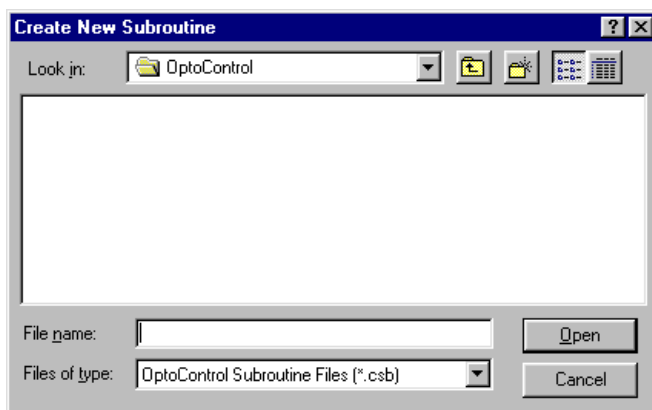 Create New Subroutine
Look in: OptoControl
File name:
Open
Files of type: OptoControl Subroutine Files (*.csb)
Cancel